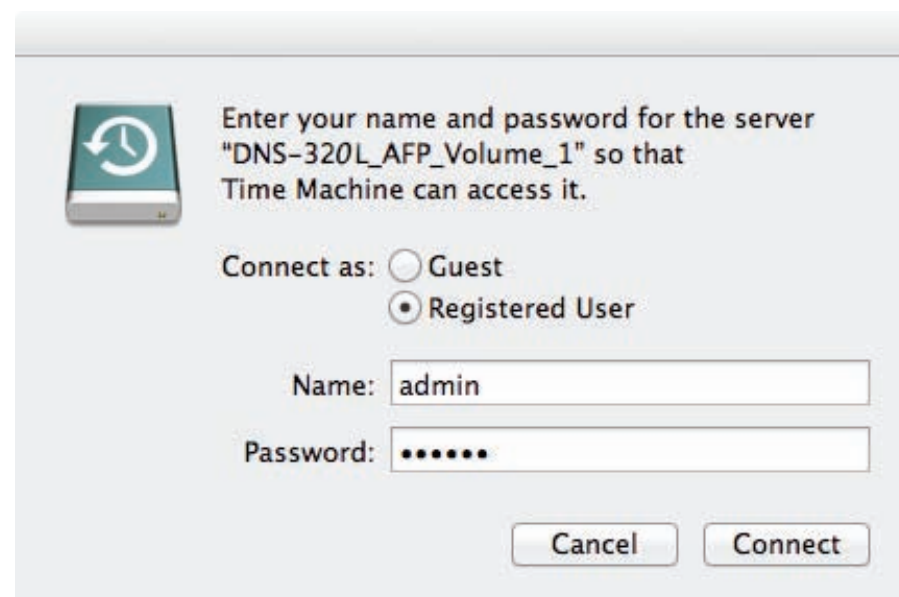 Enter your name and password for the server
“DNS–320L_AFP_Volume_1” so that
Time Machine can access it.
Connect as: Guest
Registered User
Name: admin
Password: ••••••
Cancel Connect